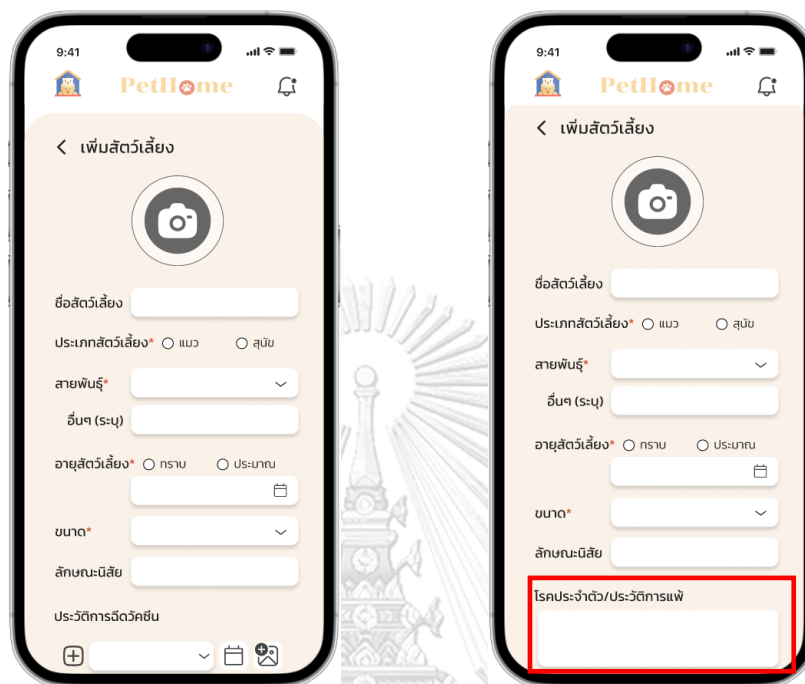 9:41
PetHome
เพิ่มสัตว์เลี้ยง
ชื่อสัตว์เลี้ยง
ประเภทสัตว์เลี้ยง* แมว สุนัข
สายพันธุ์*
อื่นๆ (ระบุ)
อายุสัตว์เลี้ยง* ทราบ ประมาณ
ขนาด*
ลักษณะนิสัย
ประวัติการฉีดวัคซีน
9:41
PetHome
เพิ่มสัตว์เลี้ยง
ชื่อสัตว์เลี้ยง
ประเภทสัตว์เลี้ยง* แมว สุนัข
สายพันธุ์*
อื่นๆ (ระบุ)
อายุสัตว์เลี้ยง* ทราบ ประมาณ
ขนาด*
ลักษณะนิสัย
โรคประจำตัว/ประวัติการแพ้